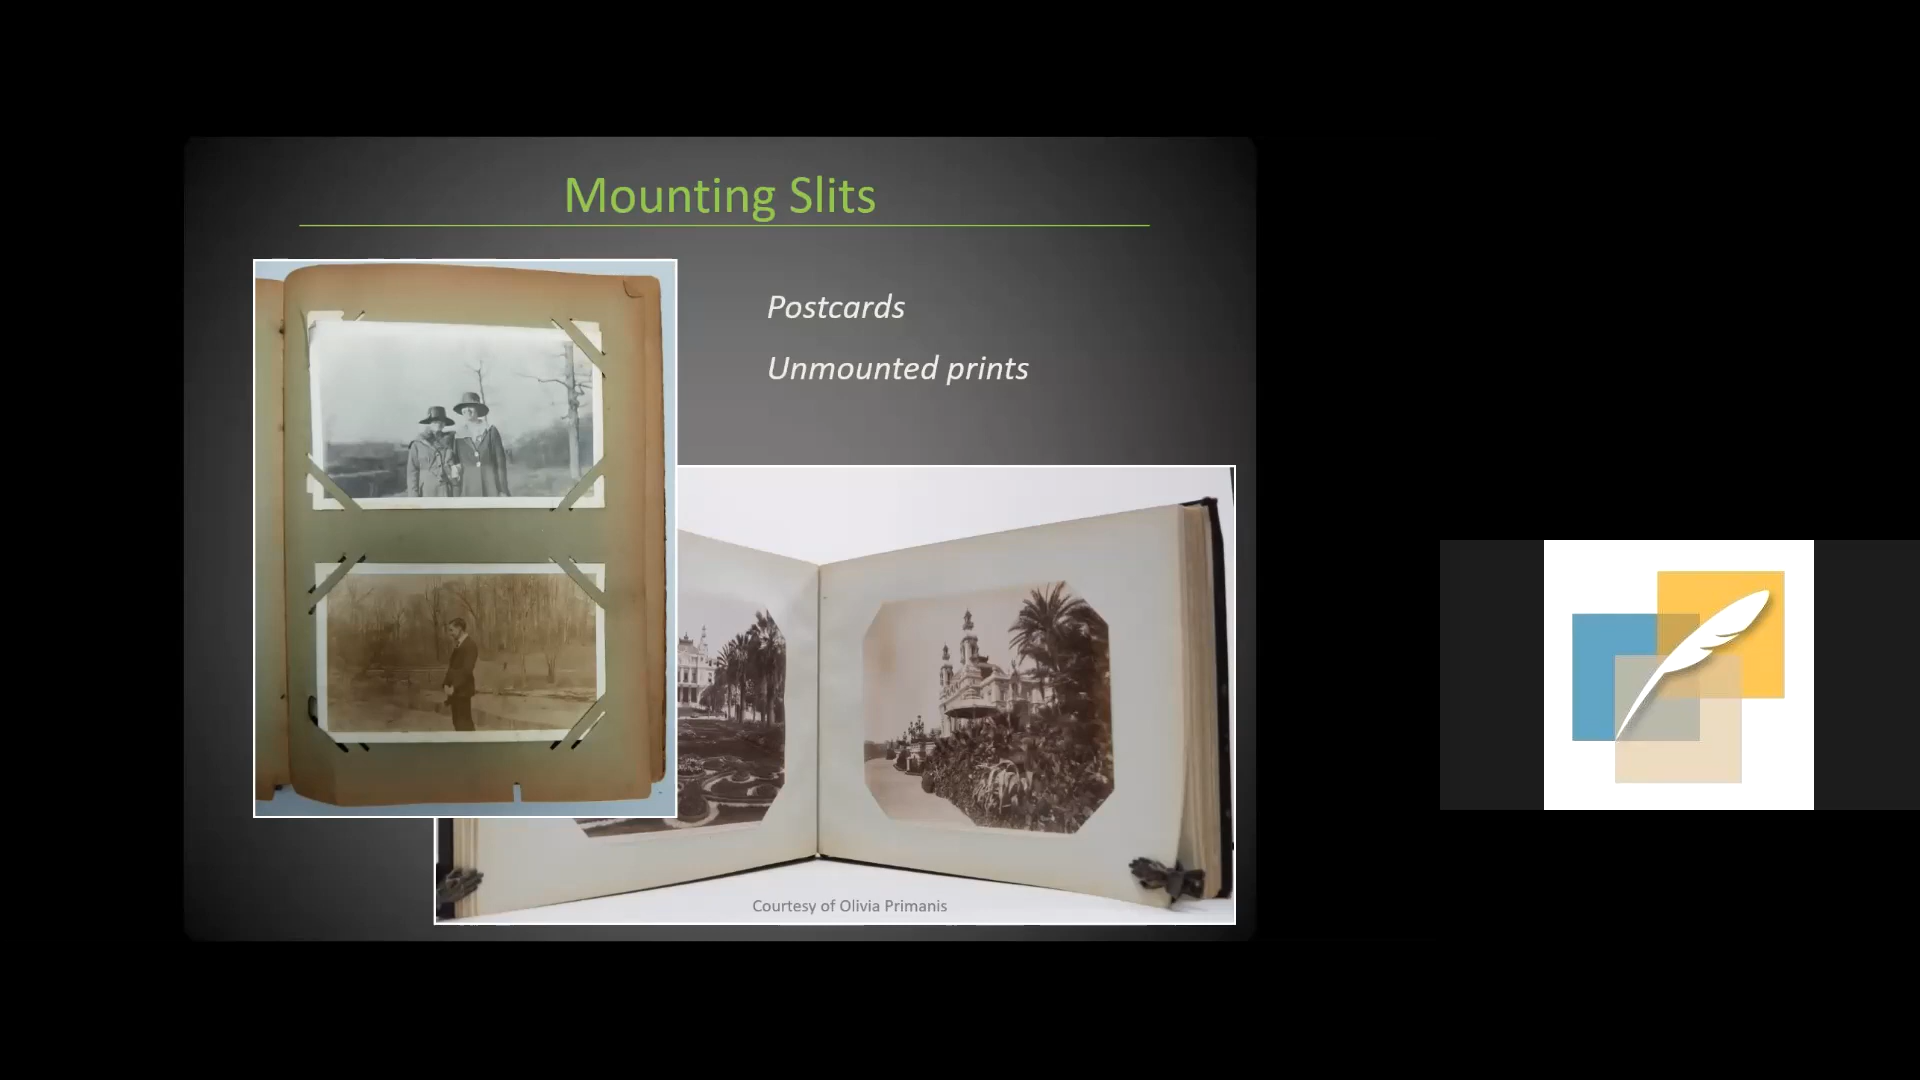 Mounting Slits
Postcards
Unmounted prints
Courtesy of Olivia Primanis